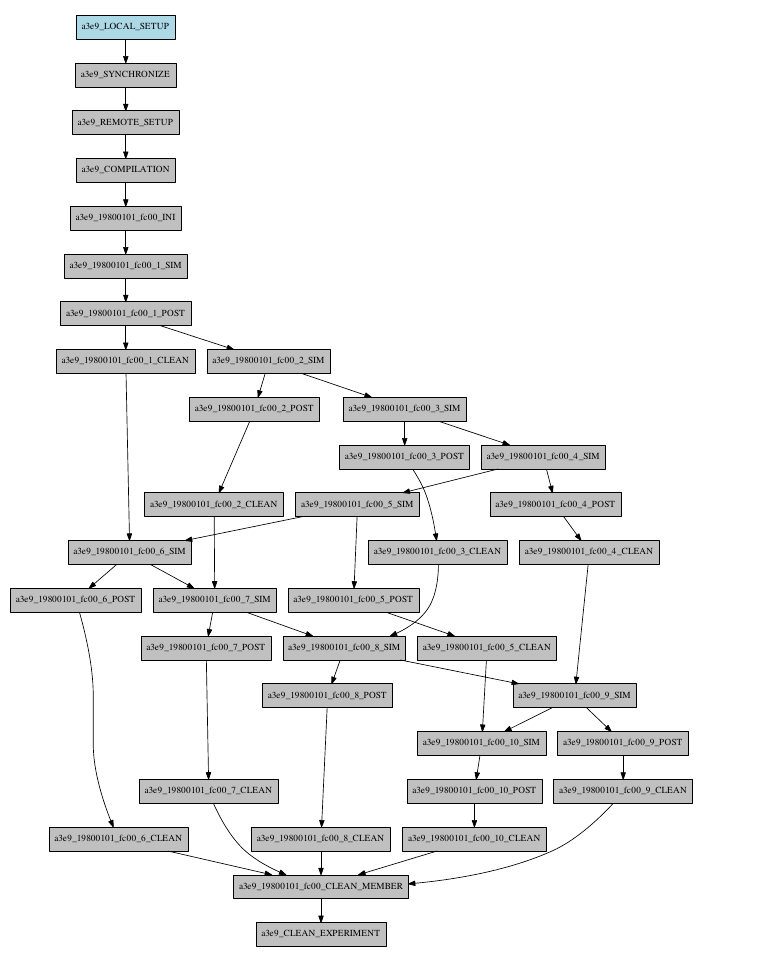 a3e9_LOCAL_SETUP
a3e9_SYNCHRONIZE
a3e9_REMOTE_SETUP
a3e9_COMPILATION
a3e9_19800101_fc00_INI
a3e9_19800101_fc00_1_SIM
a3e9_19800101_fc00_1_POST
a3e9_19800101_fc00_1_CLEAN
a3e9_19800101_fc00_2_SIM
a3e9_19800101_fc00_2_POST
a3e9_19800101_fc00_3_SIM
a3e9_19800101_fc00_3_POST
a3e9_19800101_fc00_4_SIM
a3e9_19800101_fc00_2_CLEAN
a3e9_19800101_fc00_5_SIM
a3e9_19800101_fc00_4_POST
a3e9_19800101_fc00_6_SIM
a3e9_19800101_fc00_3_CLEAN
a3e9_19800101_fc00_4_CLEAN
a3e9_19800101_fc00_6_POST
a3e9_19800101_fc00_7_SIM
a3e9_19800101_fc00_5_POST
a3e9_19800101_fc00_7_POST
a3e9_19800101_fc00_8_SIM
a3e9_19800101_fc00_5_CLEAN
a3e9_19800101_fc00_8_POST
a3e9_19800101_fc00_9_SIM
a3e9_19800101_fc00_10_SIM
a3e9_19800101_fc00_9_POST
a3e9_19800101_fc00_7_CLEAN
a3e9_19800101_fc00_10_POST
a3e9_19800101_fc00_9_CLEAN
a3e9_19800101_fc00_6_CLEAN
a3e9_19800101_fc00_8_CLEAN
a3e9_19800101_fc00_10_CLEAN
a3e9_19800101_fc00_CLEAN_MEMBER
a3e9_CLEAN_EXPERIMENT